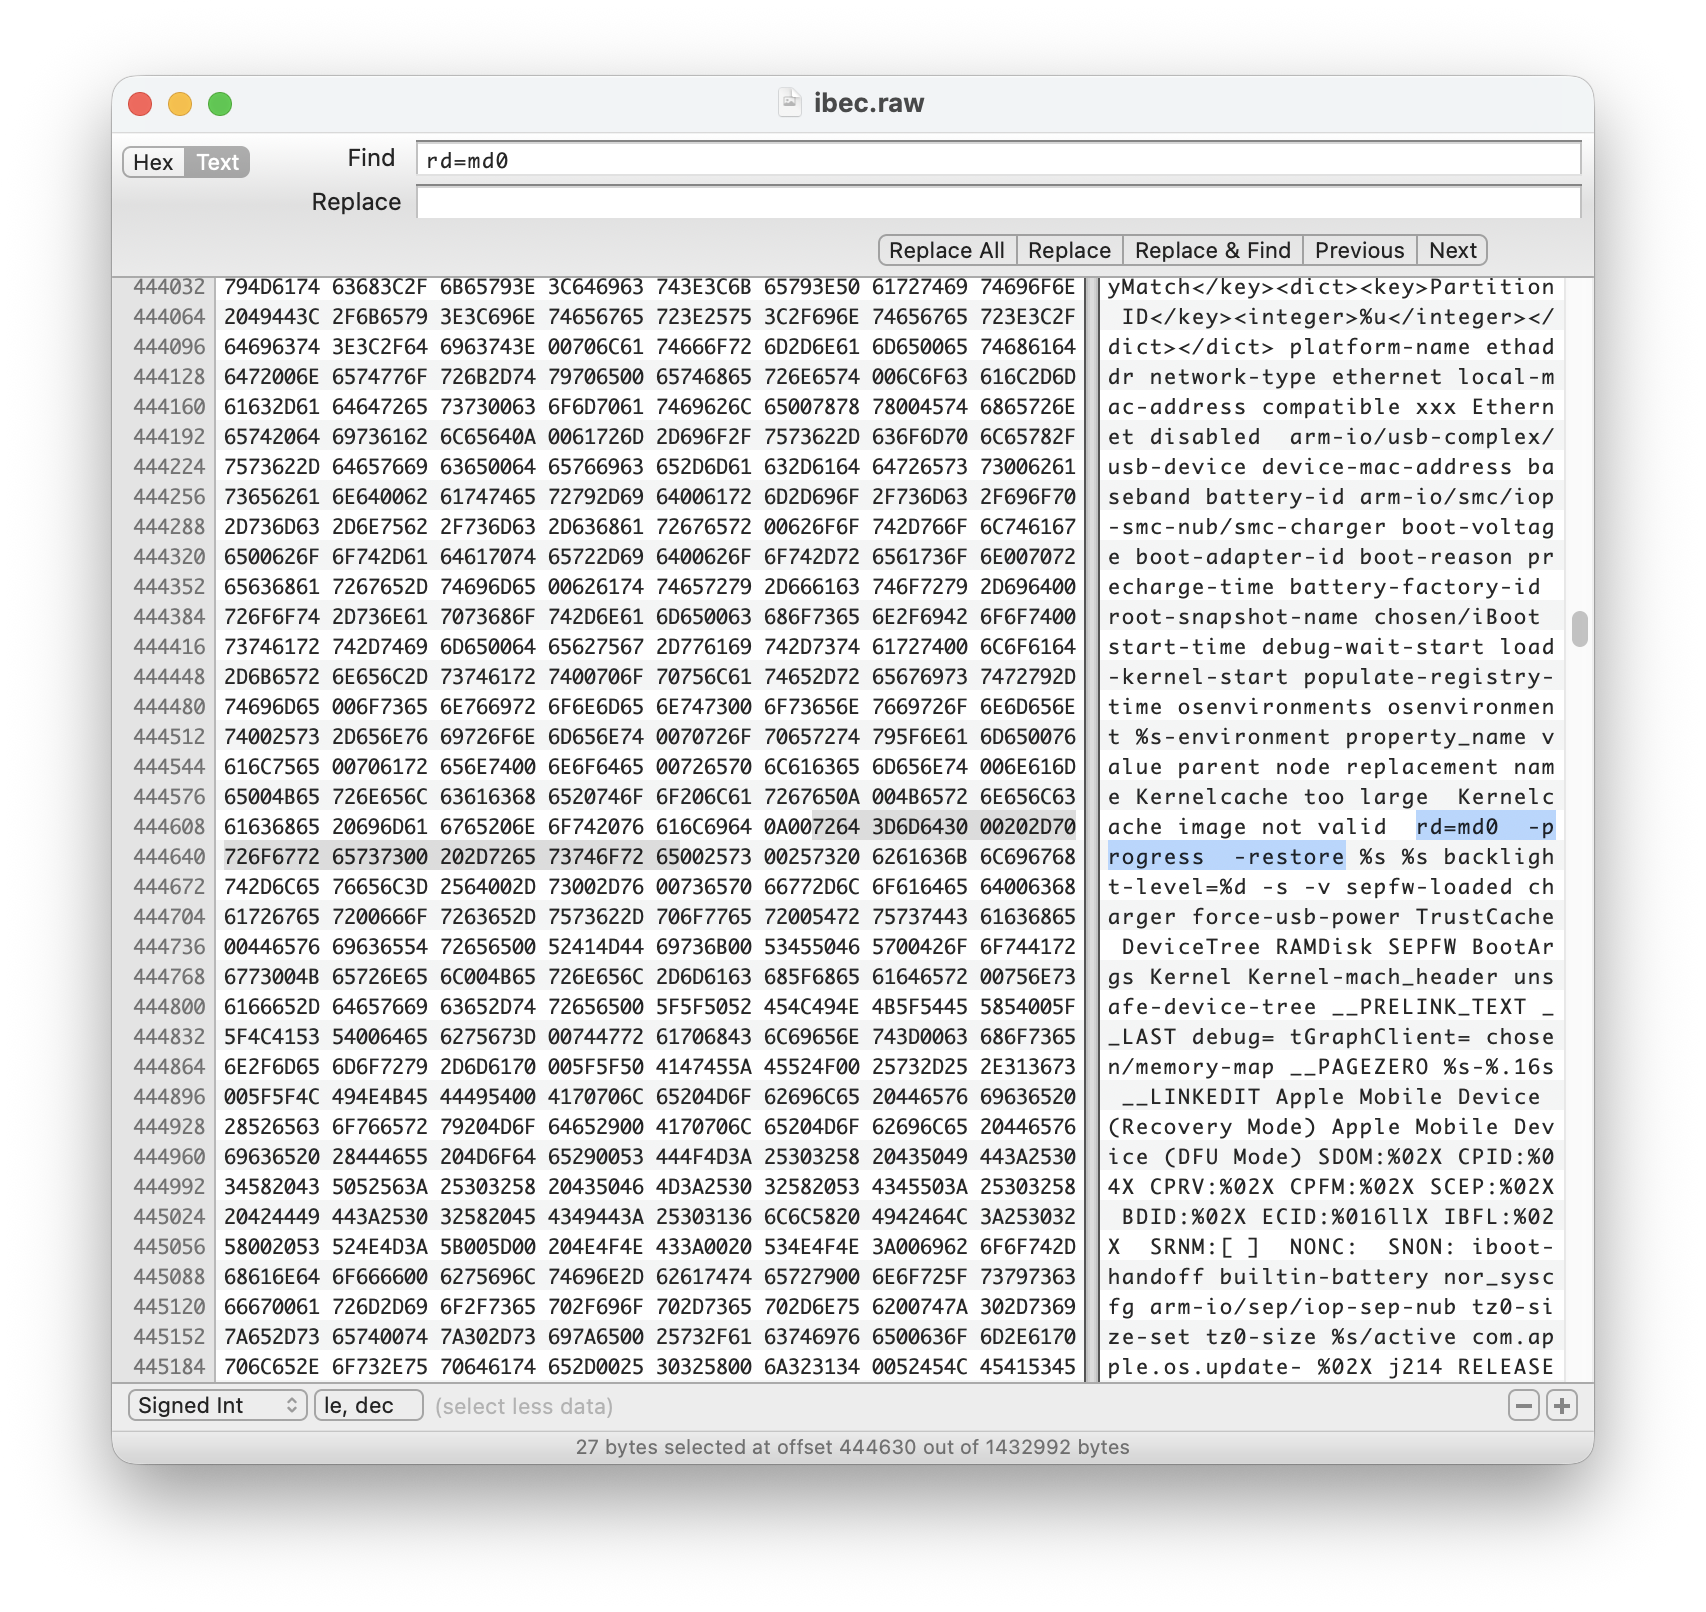 ibec.raw
Hex Text Find rd=md0
Replace
Replace All Replace Replace & Find Previous Next
444032 794D6174 63683C2F 6B65793E 3C646963 743E3C6B 65793E50 61727469 74696F6E yMatch</key><dict><key>Partition
444064 2049443C 2F6B6579 3E3C696E 74656765 723E2575 3C2F696E 74656765 723E3C2F  ID</key><integer>%u</integer></
444096 64696374 3E3C2F64 6963743E 00706C61 74666F72 6D2D6E61 6D650065 74686164 dict></dict> platform-name ethad
444128 6472006E 6574776F 726B2D74 79706500 65746865 726E6574 006C6F63 616C2D6D dr network-type ethernet local-m
444160 61632D61 64647265 73730063 6F6D7061 7469626C 65007878 78004574 6865726E ac-address compatible xxx Ethern
444192 65742064 69736162 6C65640A 0061726D 2D696F2F 7573622D 636F6D70 6C65782F et disabled  arm-io/usb-complex/
444224 7573622D 64657669 63650064 65766963 652D6D61 632D6164 64726573 73006261 usb-device device-mac-address ba
444256 73656261 6E640062 61747465 72792D69 64006172 6D2D696F 2F736D63 2F696F70 seband battery-id arm-io/smc/iop
444288 2D736D63 2D6E7562 2F736D63 2D636861 72676572 00626F6F 742D766F 6C746167 -smc-nub/smc-charger boot-voltag
444320 6500626F 6F742D61 64617074 65722D69 6400626F 6F742D72 6561736F 6E007072 e boot-adapter-id boot-reason pr
444352 65636861 7267652D 74696D65 00626174 74657279 2D666163 746F7279 2D696400 echarge-time battery-factory-id
444384 726F6F74 2D736E61 7073686F 742D6E61 6D650063 686F7365 6E2F6942 6F6F7400 root-snapshot-name chosen/iBoot
444416 73746172 742D7469 6D650064 65627567 2D776169 742D7374 61727400 6C6F6164 start-time debug-wait-start load
444448 2D6B6572 6E656C2D 73746172 7400706F 70756C61 74652D72 65676973 7472792D -kernel-start populate-registry-
444480 74696D65 006F7365 6E766972 6F6E6D65 6E747300 6F73656E 7669726F 6E6D656E time osenvironments osenvironmen
444512 74002573 2D656E76 69726F6E 6D656E74 0070726F 70657274 795F6E61 6D650076 t %s-environment property_name v
444544 616C7565 00706172 656E7400 6E6F6465 00726570 6C616365 6D656E74 006E616D alue parent node replacement nam
444576 65004B65 726E656C 63616368 6520746F 6F206C61 7267650A 004B6572 6E656C63 e Kernelcache too large  Kernelc
444608 61636865 20696D61 6765206E 6F742076 616C6964 0A007264 3D6D6430 00202D70 ache image not valid  rd=md0  -p
444640 726F6772 65737300 202D7265 73746F72 65002573 00257320 6261636B 6C696768 rogress  -restore %s %s backligh
444672 742D6C65 76656C3D 2564002D 73002D76 00736570 66772D6C 6F616465 64006368 t-level=%d -s -v sepfw-loaded ch
444704 61726765 7200666F 7263652D 7573622D 706F7765 72005472 75737443 61636865 arger force-usb-power TrustCache
444736 00446576 69636554 72656500 52414D44 69736B00 53455046 5700426F 6F744172  DeviceTree RAMDisk SEPFW BootAr
444768 6773004B 65726E65 6C004B65 726E656C 2D6D6163 685F6865 61646572 00756E73 gs Kernel Kernel-mach_header uns
444800 6166652D 64657669 63652D74 72656500 5F5F5052 454C494E 4B5F5445 5854005F afe-device-tree __PRELINK_TEXT _
444832 5F4C4153 54006465 6275673D 00744772 61706843 6C69656E 743D0063 686F7365 _LAST debug= tGraphClient= chose
444864 6E2F6D65 6D6F7279 2D6D6170 005F5F50 4147455A 45524F00 25732D25 2E313673 n/memory-map __PAGEZERO %s-%.16s
444896 005F5F4C 494E4B45 44495400 4170706C 65204D6F 62696C65 20446576 69636520  __LINKEDIT Apple Mobile Device
444928 28526563 6F766572 79204D6F 64652900 4170706C 65204D6F 62696C65 20446576 (Recovery Mode) Apple Mobile Dev
444960 69636520 28444655 204D6F64 65290053 444F4D3A 25303258 20435049 443A2530 ice (DFU Mode) SDOM:%02X CPID:%0
444992 34582043 5052563A 25303258 20435046 4D3A2530 32582053 4345503A 25303258 4X CPRV:%02X CPFM:%02X SCEP:%02X
445024 20424449 443A2530 32582045 4349443A 25303136 6C6C5820 4942464C 3A253032  BDID:%02X ECID:%016llX IBFL:%02
445056 58002053 524E4D3A 5B005D00 204E4F4E 433A0020 534E4F4E 3A006962 6F6F742D X  SRNM:[ ]  NONC:  SNON: iboot-
445088 68616E64 6F666600 6275696C 74696E2D 62617474 65727900 6E6F725F 73797363 handoff builtin-battery nor_sysc
445120 66670061 726D2D69 6F2F7365 702F696F 702D7365 702D6E75 6200747A 302D7369 fg arm-io/sep/iop-sep-nub tz0-si
445152 7A652D73 65740074 7A302D73 697A6500 25732F61 63746976 6500636F 6D2E6170 ze-set tz0-size %s/active com.ap
445184 706C652E 6F732E75 70646174 652D0025 30325800 6A323134 0052454C 45415345 ple.os.update- %02X j214 RELEASE
Signed Int le, dec (select less data)
27 bytes selected at offset 444630 out of 1432992 bytes